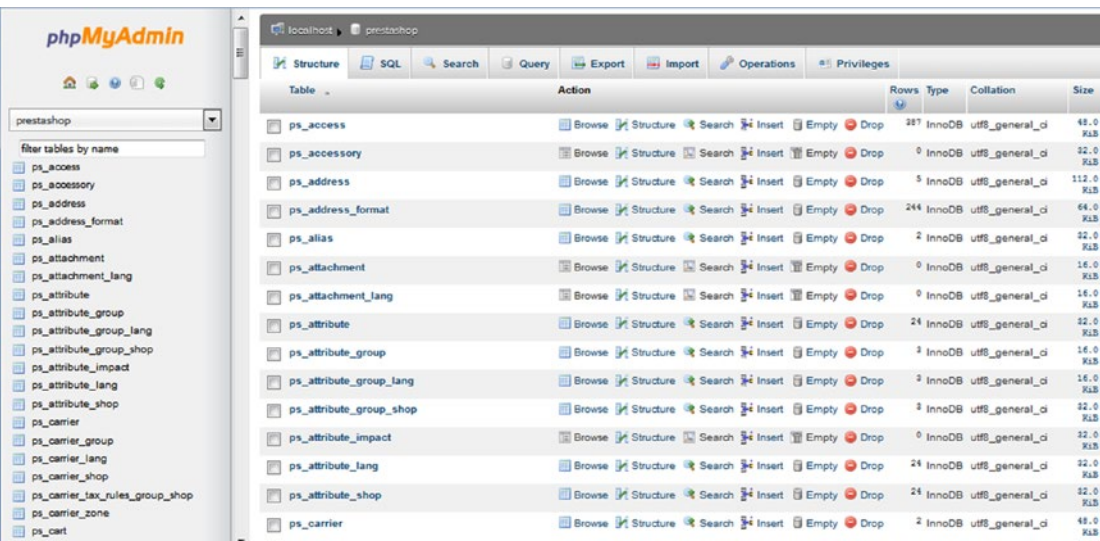 phpMyAdmin
prestashop
filter tables by name
ps_access
ps_accessory
ps_address
ps_address_format
ps_alias
ps_attachment
ps_attachment_lang
ps_attribute
ps_attribute_group
ps_attribute_group_lang
ps_attribute_group_shop
ps_attribute_impact
ps_attribute_lang
ps_attribute_shop
ps_carrier
ps_carrier_group
ps_carrier_lang
ps_carrier_shop
ps_carrier_tax_rules_group_shop
ps_carrier_zone
ps_cart
localhost prestashop
Structure SQL Search Query Export Import Operations Privileges
Table Action Rows Type Collation Size
ps_access Browse Structure Search Insert Empty Drop 387 InnoDB utf8_general_ci 48.0 KiB
ps_accessory Browse Structure Search Insert Empty Drop 0 InnoDB utf8_general_ci 32.0 KiB
ps_address Browse Structure Search Insert Empty Drop 5 InnoDB utf8_general_ci 112.0 KiB
ps_address_format Browse Structure Search Insert Empty Drop 244 InnoDB utf8_general_ci 64.0 KiB
ps_alias Browse Structure Search Insert Empty Drop 2 InnoDB utf8_general_ci 32.0 KiB
ps_attachment Browse Structure Search Insert Empty Drop 0 InnoDB utf8_general_ci 16.0 KiB
ps_attachment_lang Browse Structure Search Insert Empty Drop 0 InnoDB utf8_general_ci 16.0 KiB
ps_attribute Browse Structure Search Insert Empty Drop 24 InnoDB utf8_general_ci 32.0 KiB
ps_attribute_group Browse Structure Search Insert Empty Drop 3 InnoDB utf8_general_ci 16.0 KiB
ps_attribute_group_lang Browse Structure Search Insert Empty Drop 3 InnoDB utf8_general_ci 16.0 KiB
ps_attribute_group_shop Browse Structure Search Insert Empty Drop 3 InnoDB utf8_general_ci 32.0 KiB
ps_attribute_impact Browse Structure Search Insert Empty Drop 0 InnoDB utf8_general_ci 32.0 KiB
ps_attribute_lang Browse Structure Search Insert Empty Drop 24 InnoDB utf8_general_ci 32.0 KiB
ps_attribute_shop Browse Structure Search Insert Empty Drop 24 InnoDB utf8_general_ci 32.0 KiB
ps_carrier Browse Structure Search Insert Empty Drop 2 InnoDB utf8_general_ci 48.0 KiB